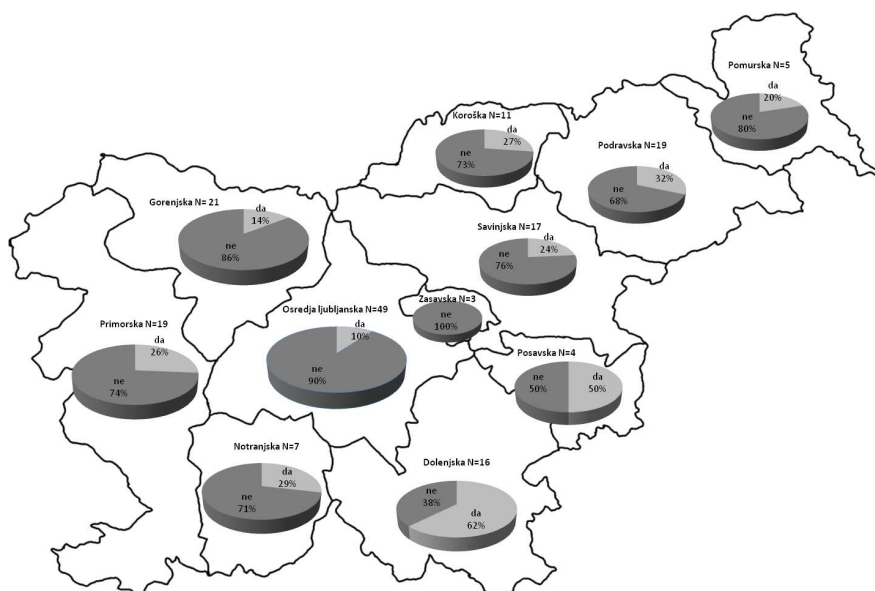 Pomurska N=5
da
20%
ne
80%
Koroška N=11
da
27%
ne
73%
Podravska N=19
da
32%
ne
68%
Gorenjska N= 21
da
14%
ne
86%
Savinjska N=17
da
24%
ne
76%
Osredja ljubljanska N=49
da
10%
ne
90%
Zasavska N=3
ne
100%
Primorska N=19
da
26%
ne
74%
Posavska N=4
ne
50%
da
50%
Notranjska N=7
da
29%
ne
71%
Dolenjska N=16
ne
38%
da
62%